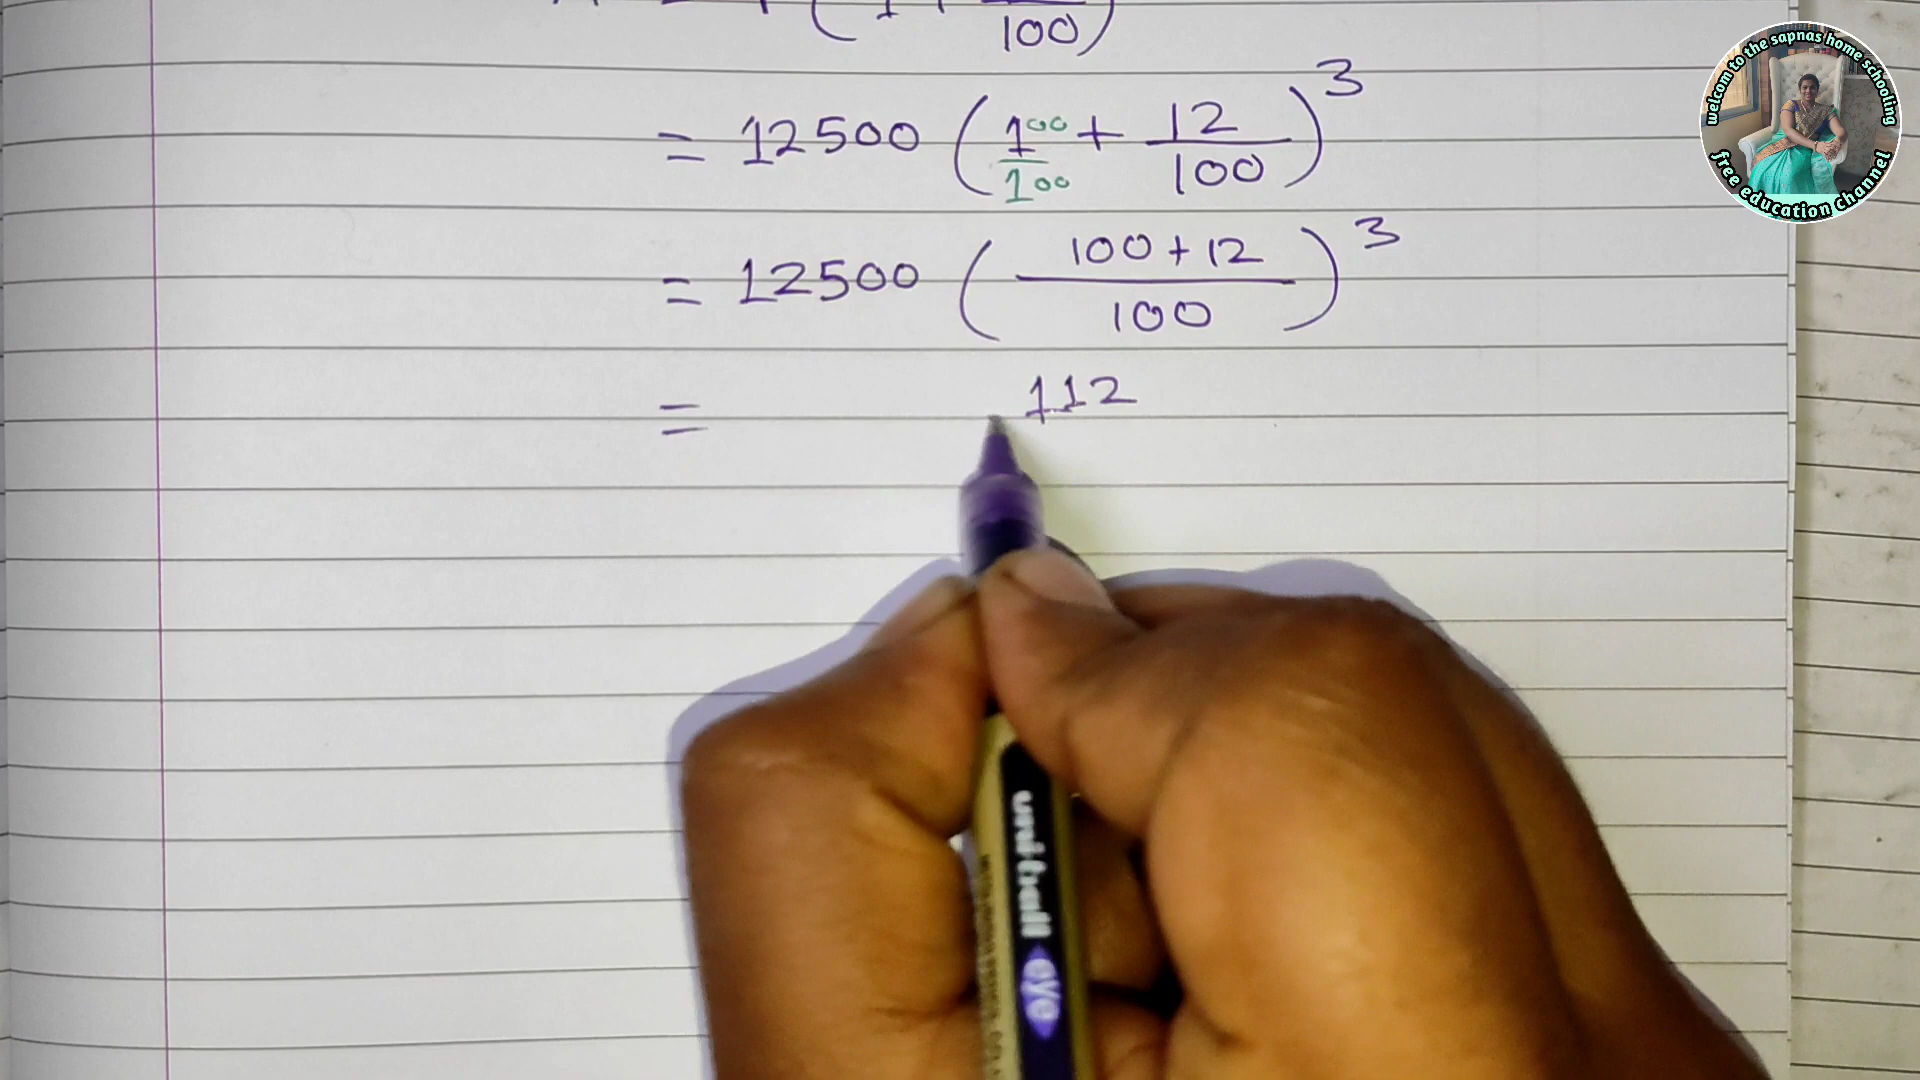 100)
= 12500 (100/100 + 12/100)³
= 12500 (100+12/100)³
= 112
welcom to the sapnas home schooling
free education channel
uni-ball eye